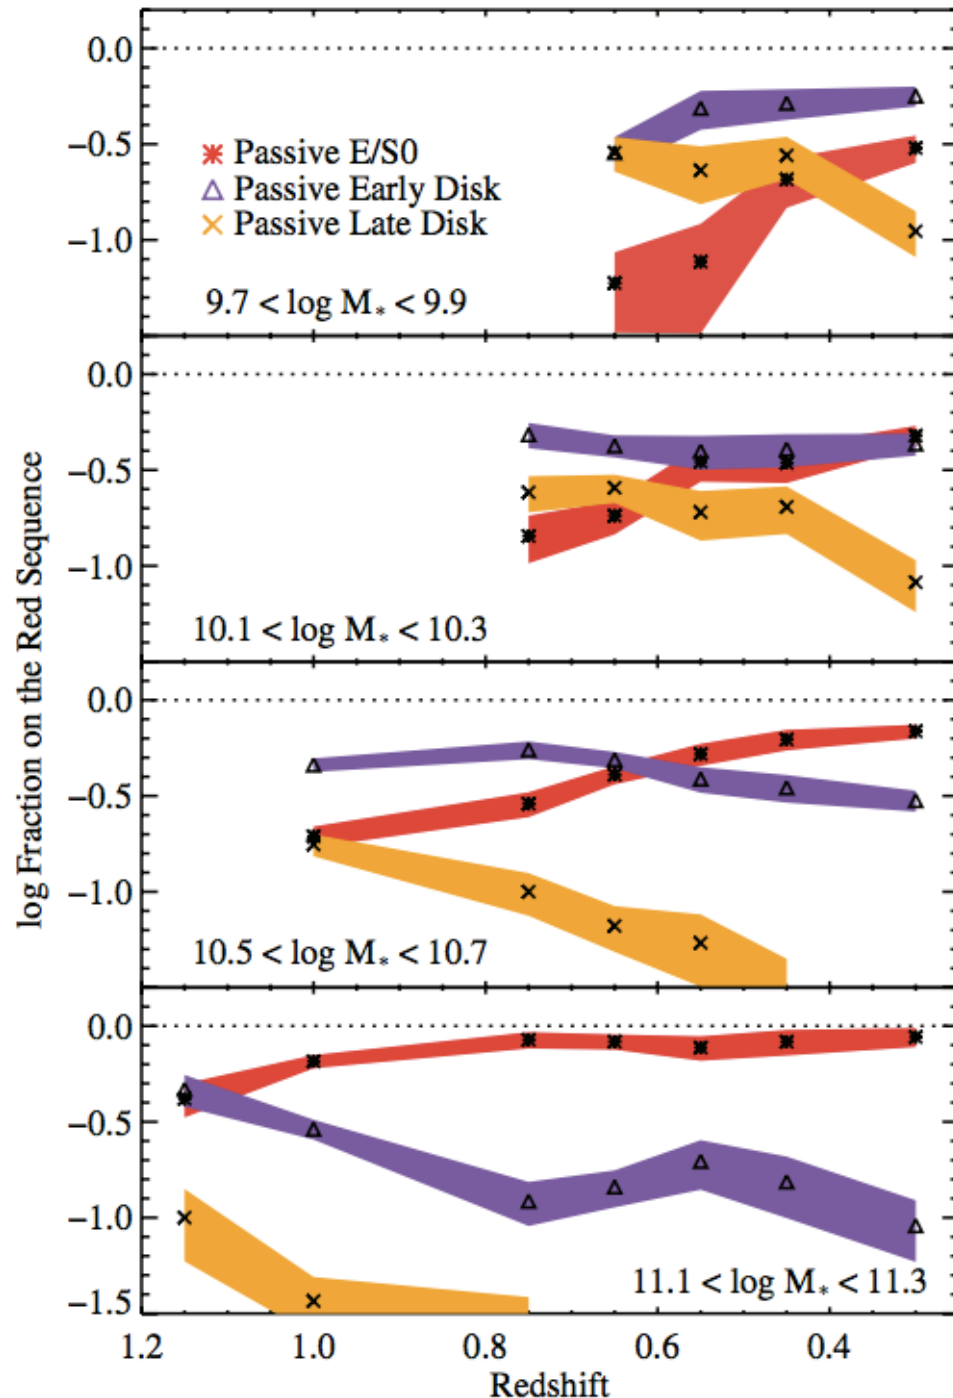 0.0
−0.5
−1.0
Passive E/S0
Passive Early Disk
Passive Late Disk
9.7 < log M* < 9.9
0.0
−0.5
−1.0
10.1 < log M* < 10.3
0.0
−0.5
−1.0
10.5 < log M* < 10.7
0.0
−0.5
−1.0
−1.5
11.1 < log M* < 11.3
1.2 1.0 0.8 0.6 0.4
Redshift
log Fraction on the Red Sequence